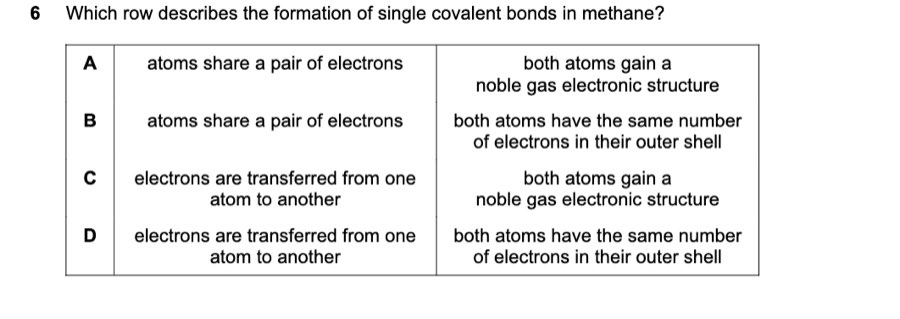 6 Which row describes the formation of single covalent bonds in methane?
A atoms share a pair of electrons both atoms gain a
noble gas electronic structure
B atoms share a pair of electrons both atoms have the same number
of electrons in their outer shell
C electrons are transferred from one both atoms gain a
atom to another noble gas electronic structure
D electrons are transferred from one both atoms have the same number
atom to another of electrons in their outer shell